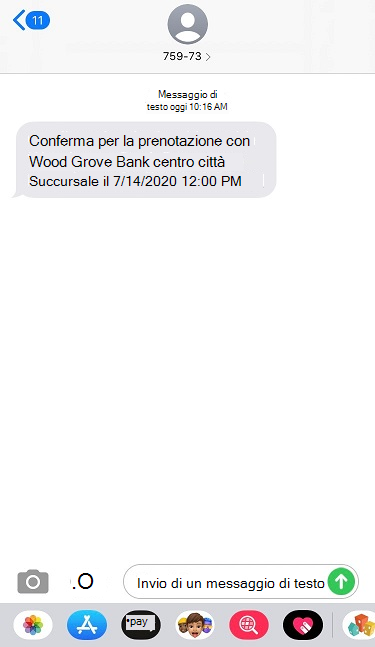 11
759-73
Messaggio di
testo oggi 10:16 AM
Conferma per la prenotazione con
Wood Grove Bank centro città
Succursale il 7/14/2020 12:00 PM
.O
Invio di un messaggio di testo
pay